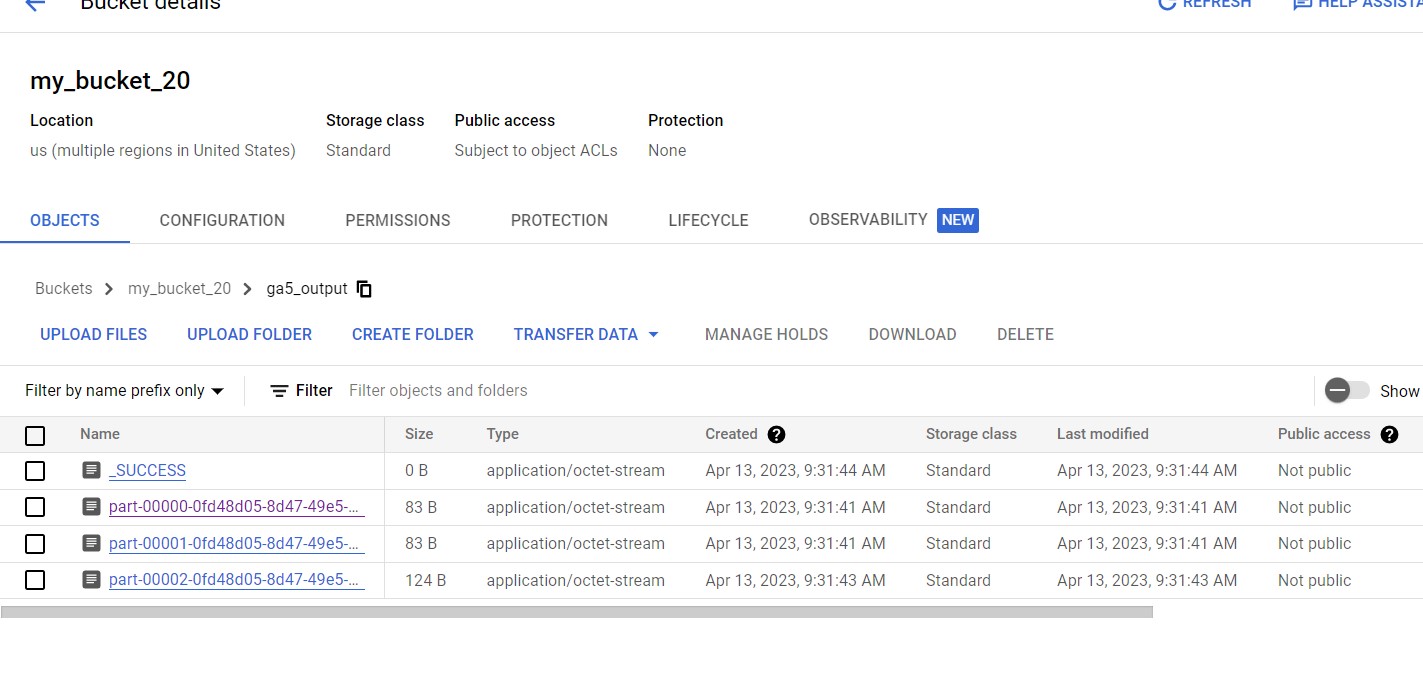 Bucket details REFRESH HELP ASSISTA
my_bucket_20
Location Storage class Public access Protection
us (multiple regions in United States) Standard Subject to object ACLs None
OBJECTS CONFIGURATION PERMISSIONS PROTECTION LIFECYCLE OBSERVABILITY NEW
Buckets my_bucket_20 ga5_output
UPLOAD FILES UPLOAD FOLDER CREATE FOLDER TRANSFER DATA MANAGE HOLDS DOWNLOAD DELETE
Filter by name prefix only Filter Filter objects and folders Show
Name Size Type Created Storage class Last modified Public access
_SUCCESS 0 B application/octet-stream Apr 13, 2023, 9:31:44 AM Standard Apr 13, 2023, 9:31:44 AM Not public
part-00000-0fd48d05-8d47-49e5-... 83 B application/octet-stream Apr 13, 2023, 9:31:41 AM Standard Apr 13, 2023, 9:31:41 AM Not public
part-00001-0fd48d05-8d47-49e5-... 83 B application/octet-stream Apr 13, 2023, 9:31:41 AM Standard Apr 13, 2023, 9:31:41 AM Not public
part-00002-0fd48d05-8d47-49e5-... 124 B application/octet-stream Apr 13, 2023, 9:31:43 AM Standard Apr 13, 2023, 9:31:43 AM Not public